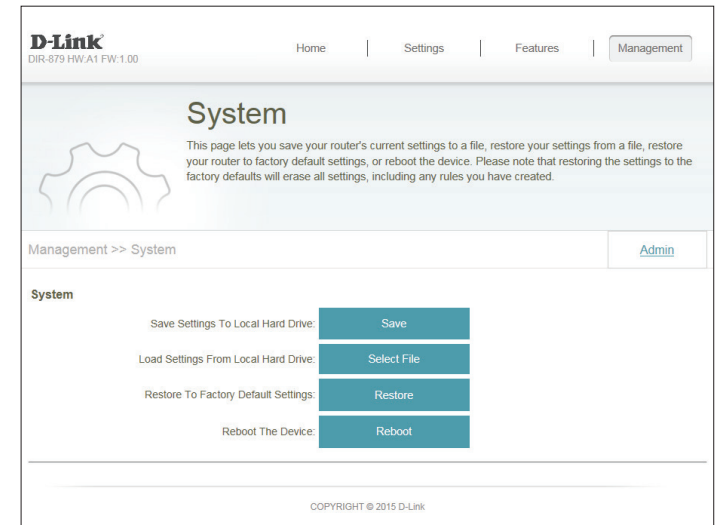 D-Link
DIR-879 HW:A1 FW:1.00
Home
Settings
Features
Management
System
This page lets you save your router's current settings to a file, restore your settings from a file, restore
your router to factory default settings, or reboot the device. Please note that restoring the settings to the
factory defaults will erase all settings, including any rules you have created.
Management >> System
Admin
System
Save Settings To Local Hard Drive:
Save
Load Settings From Local Hard Drive:
Select File
Restore To Factory Default Settings:
Restore
Reboot The Device:
Reboot
COPYRIGHT © 2015 D-Link